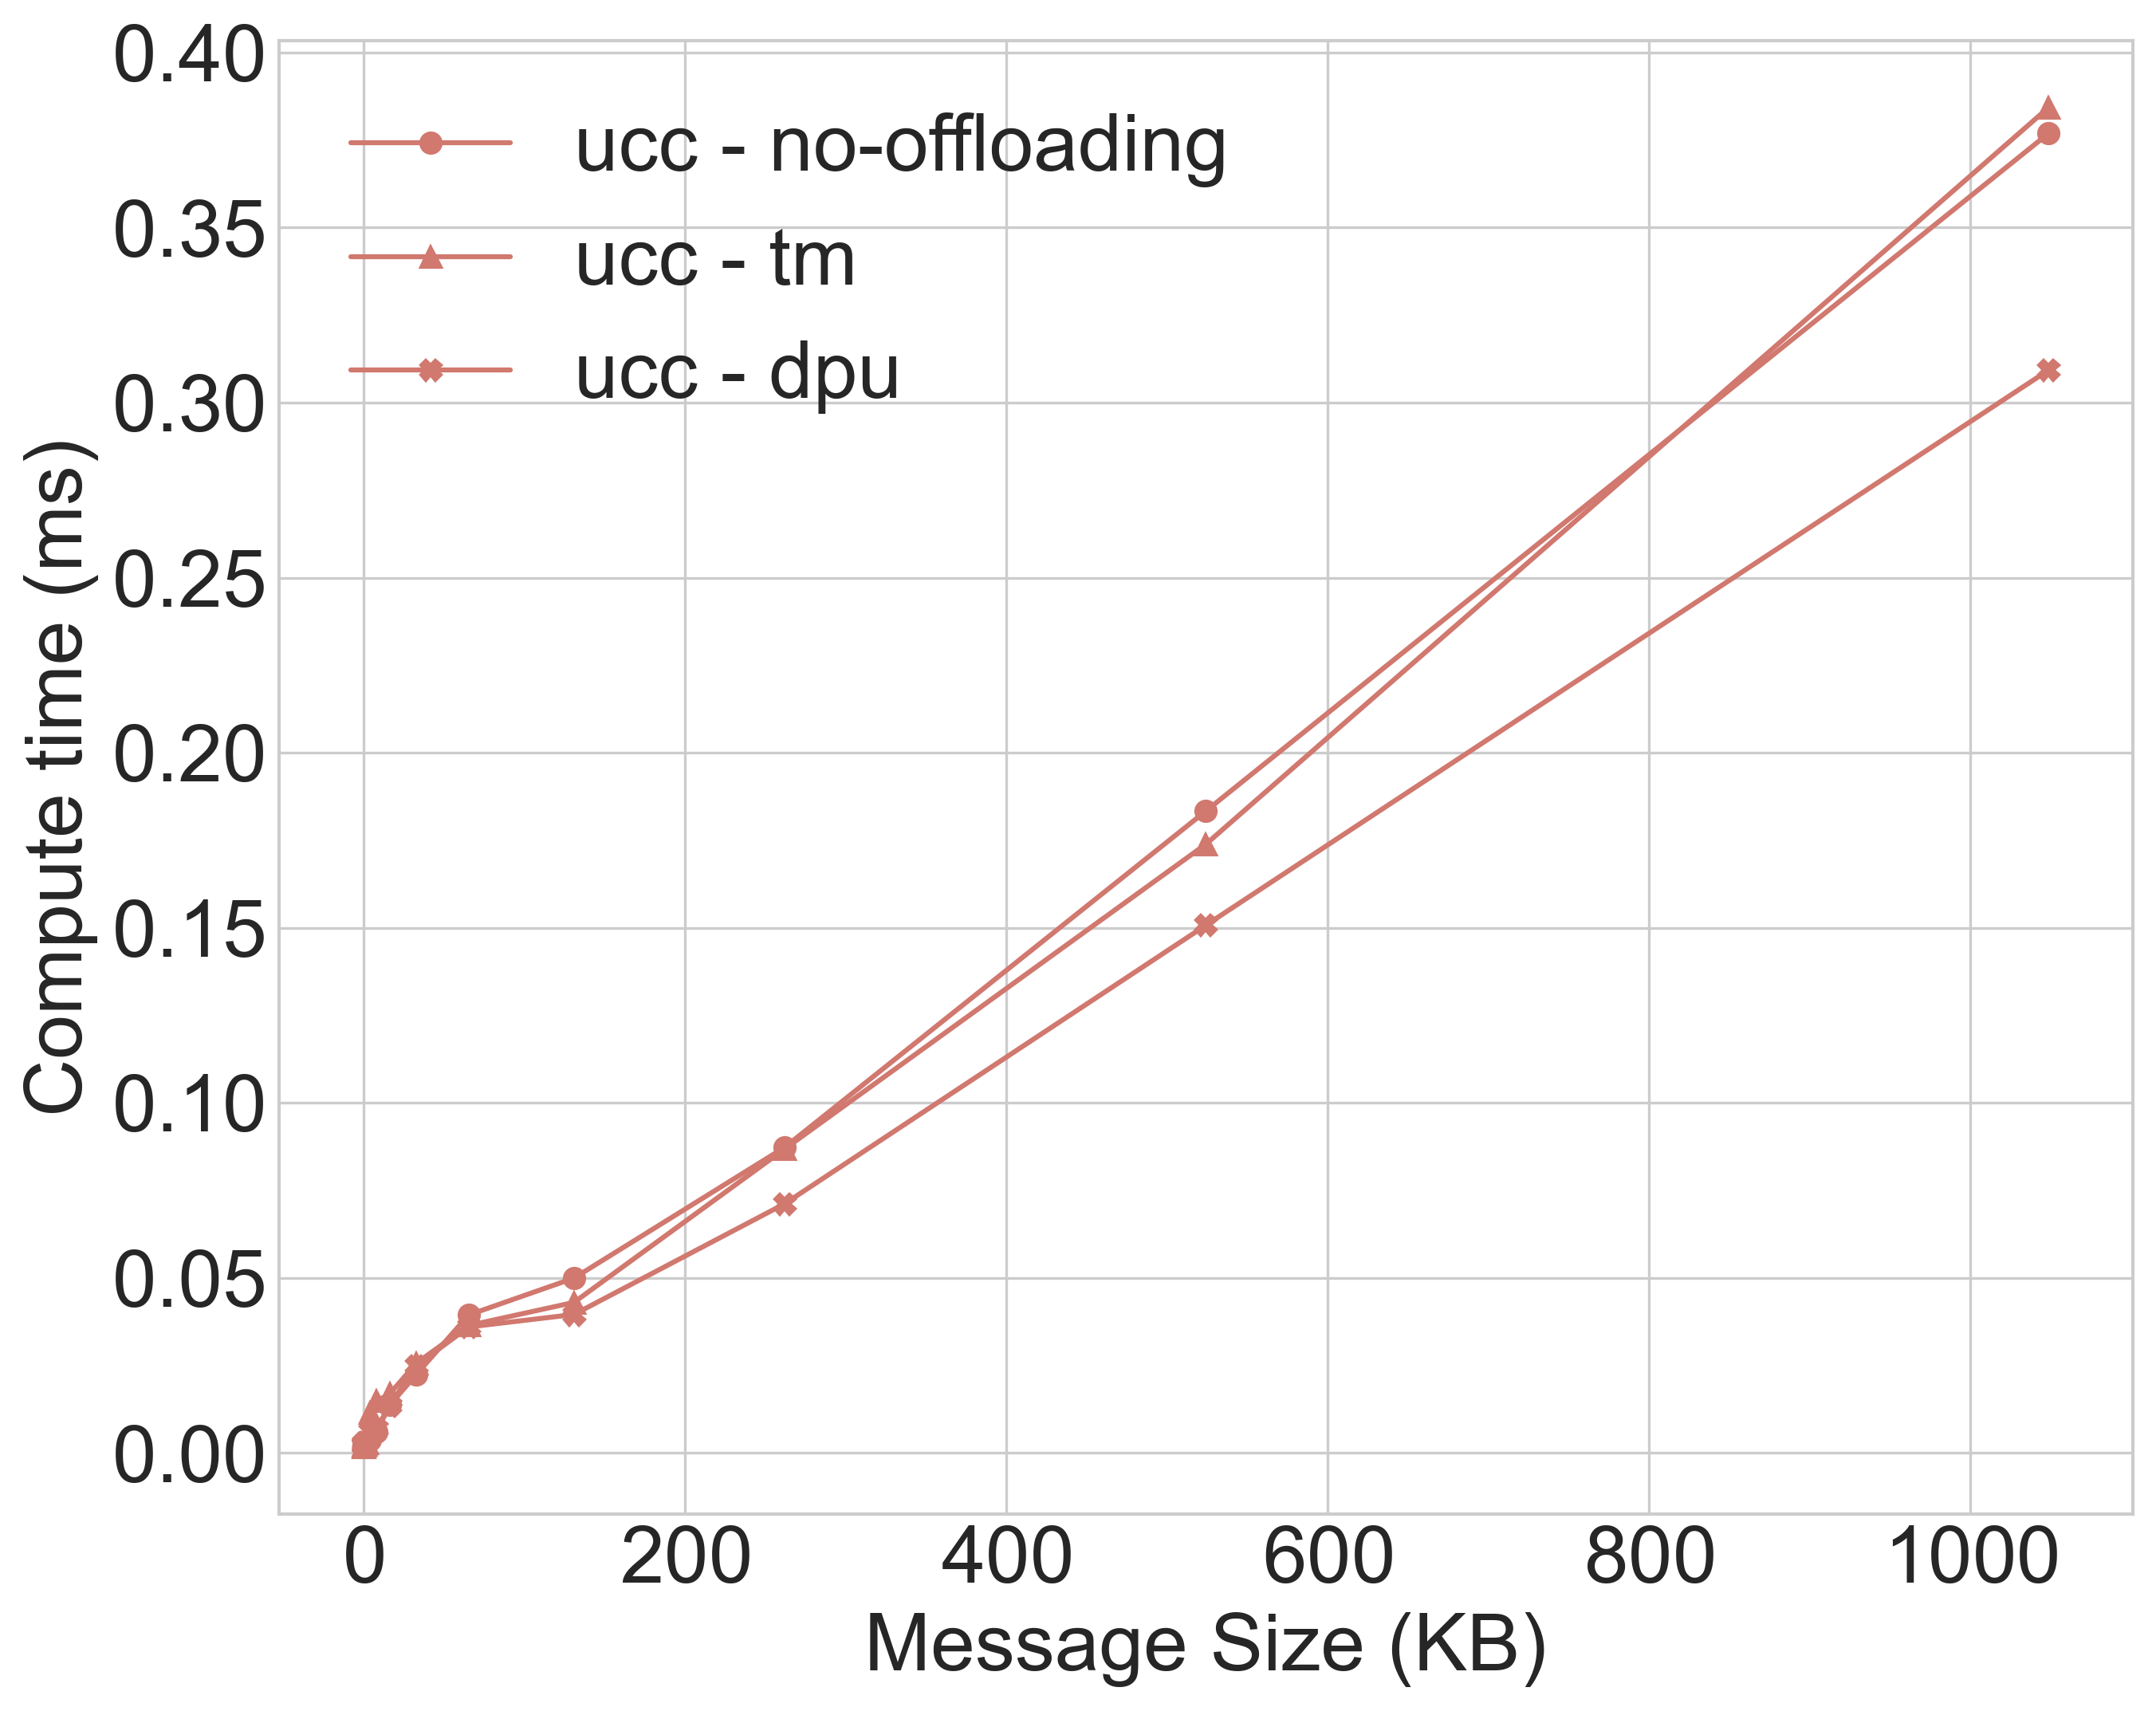 0.40
0.35
0.30
0.25
0.20
0.15
0.10
0.05
0.00
Compute time (ms)
ucc - no-offloading
ucc - tm
ucc - dpu
0 200 400 600 800 1000
Message Size (KB)